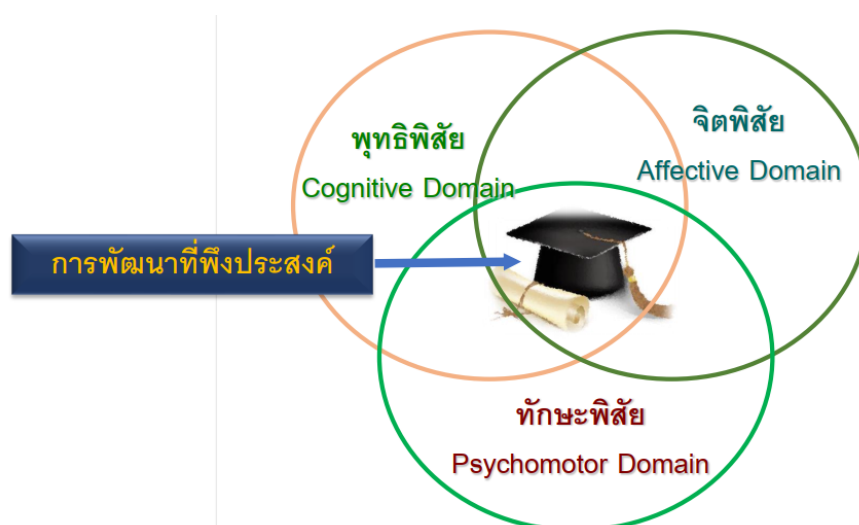 พุทธิพิสัย
Cognitive Domain
จิตพิสัย
Affective Domain
การพัฒนาที่พึงประสงค์
ทักษะพิสัย
Psychomotor Domain